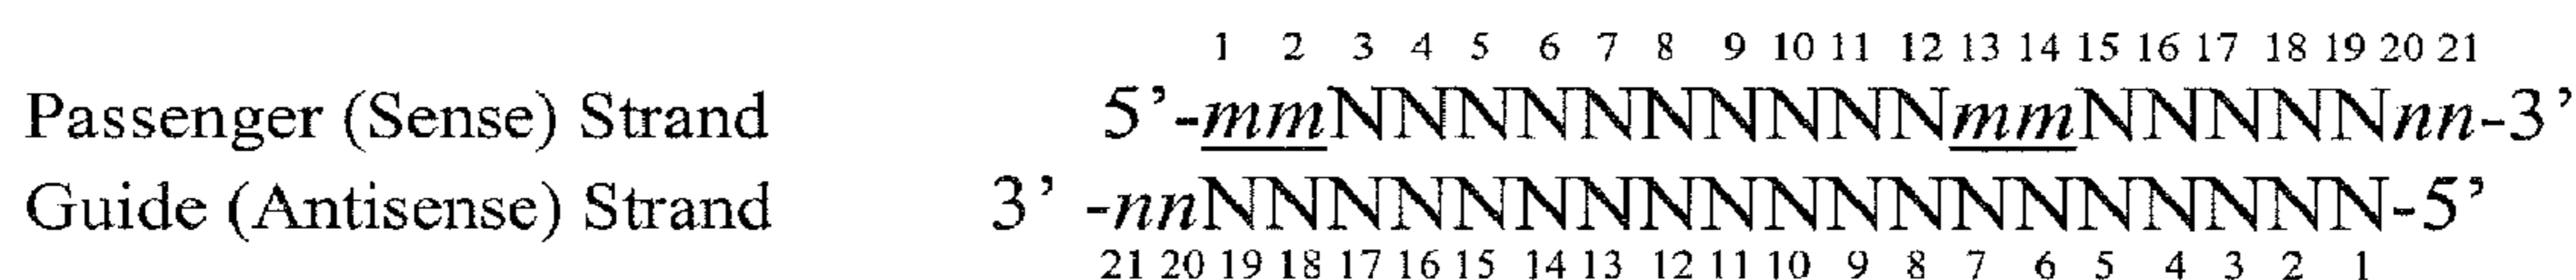 1 2 3 4 5 6 7 8 9 10 11 12 13 14 15 16 17 18 19 20 21
Passenger (Sense) Strand 5’-mmNNNNNNNNNNmmNNNNNnn-3’
Guide (Antisense) Strand 3’ -nnNNNNNNNNNNNNNNNNNNN-5’
21 20 19 18 17 16 15 14 13 12 11 10 9 8 7 6 5 4 3 2 1